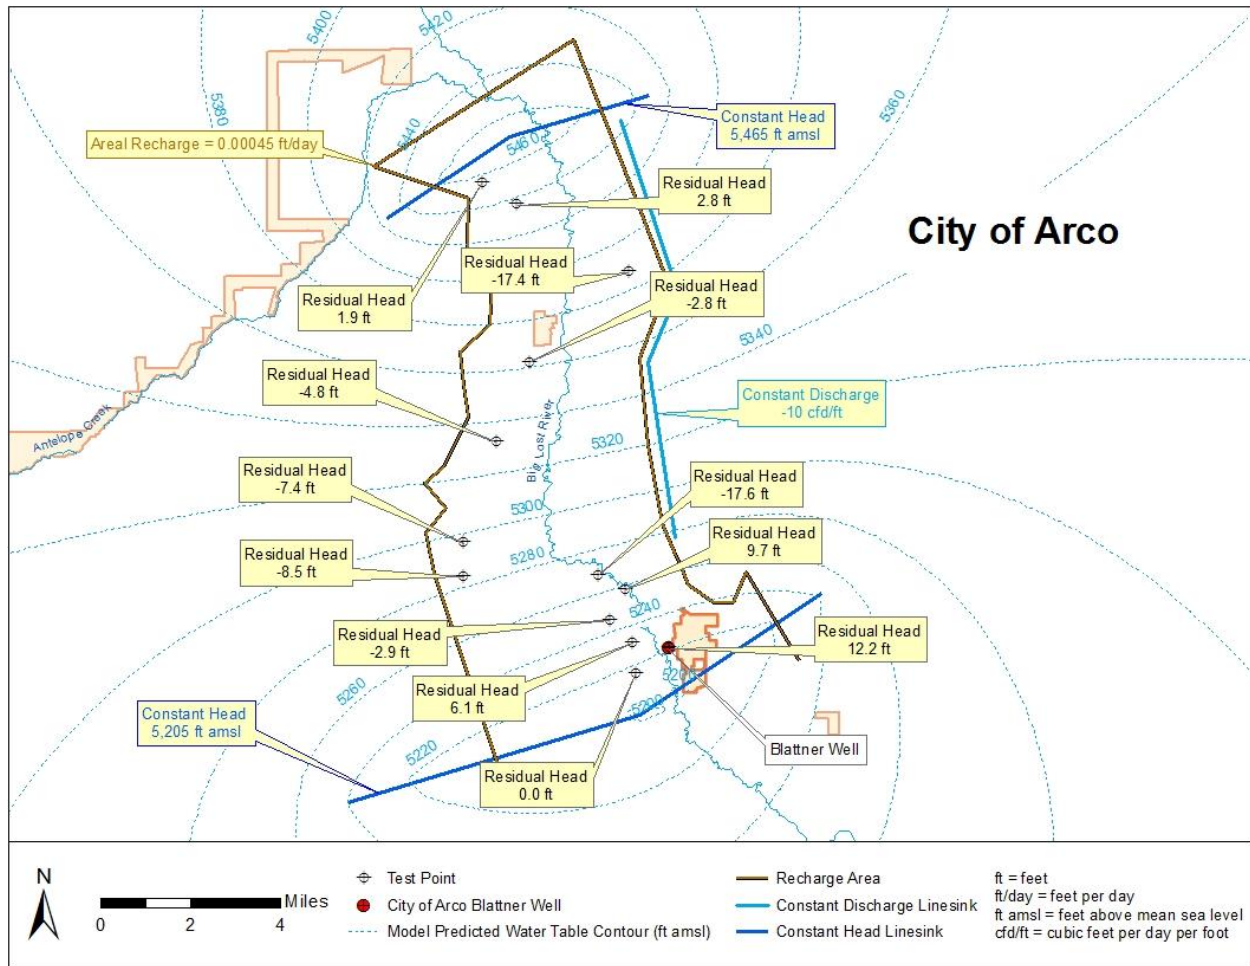 5400
5420
5380
5360
5440
5460
Constant Head
5,465 ft amsl
Areal Recharge = 0.00045 ft/day
Residual Head
2.8 ft
City of Arco
Residual Head
-17.4 ft
Residual Head
-2.8 ft
Residual Head
1.9 ft
5340
Residual Head
-4.8 ft
Constant Discharge
-10 cfd/ft
Antelope Creek
Big Lost River
5320
Residual Head
-7.4 ft
Residual Head
-17.6 ft
5300
Residual Head
9.7 ft
5280
Residual Head
-8.5 ft
5240
Residual Head
-2.9 ft
Residual Head
12.2 ft
5260
Residual Head
6.1 ft
5200
5200
Constant Head
5,205 ft amsl
5220
Blattner Well
Residual Head
0.0 ft
N
Miles
0 2 4
Test Point
City of Arco Blattner Well
Model Predicted Water Table Contour (ft amsl)
Recharge Area
Constant Discharge Linesink
Constant Head Linesink
ft = feet
ft/day = feet per day
ft amsl = feet above mean sea level
cfd/ft = cubic feet per day per foot